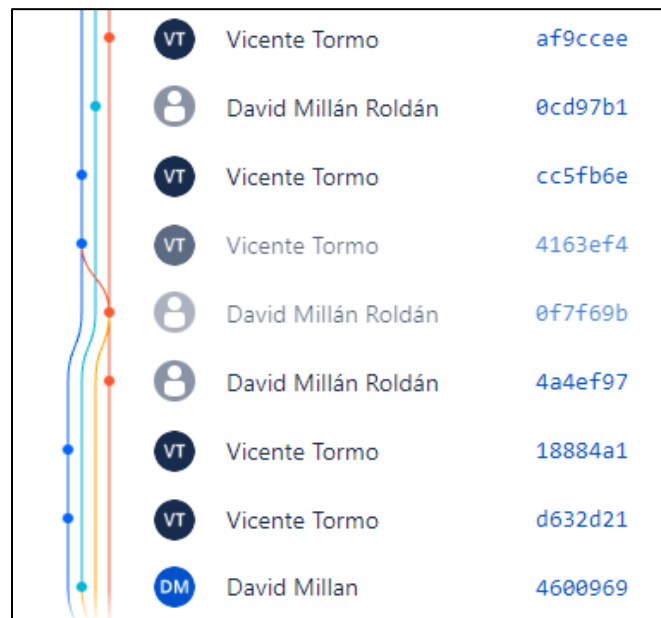 VT Vicente Tormo af9ccee
David Millán Roldán 0cd97b1
VT Vicente Tormo cc5fb6e
VT Vicente Tormo 4163ef4
David Millán Roldán 0f7f69b
David Millán Roldán 4a4ef97
VT Vicente Tormo 18884a1
VT Vicente Tormo d632d21
DM David Millan 4600969